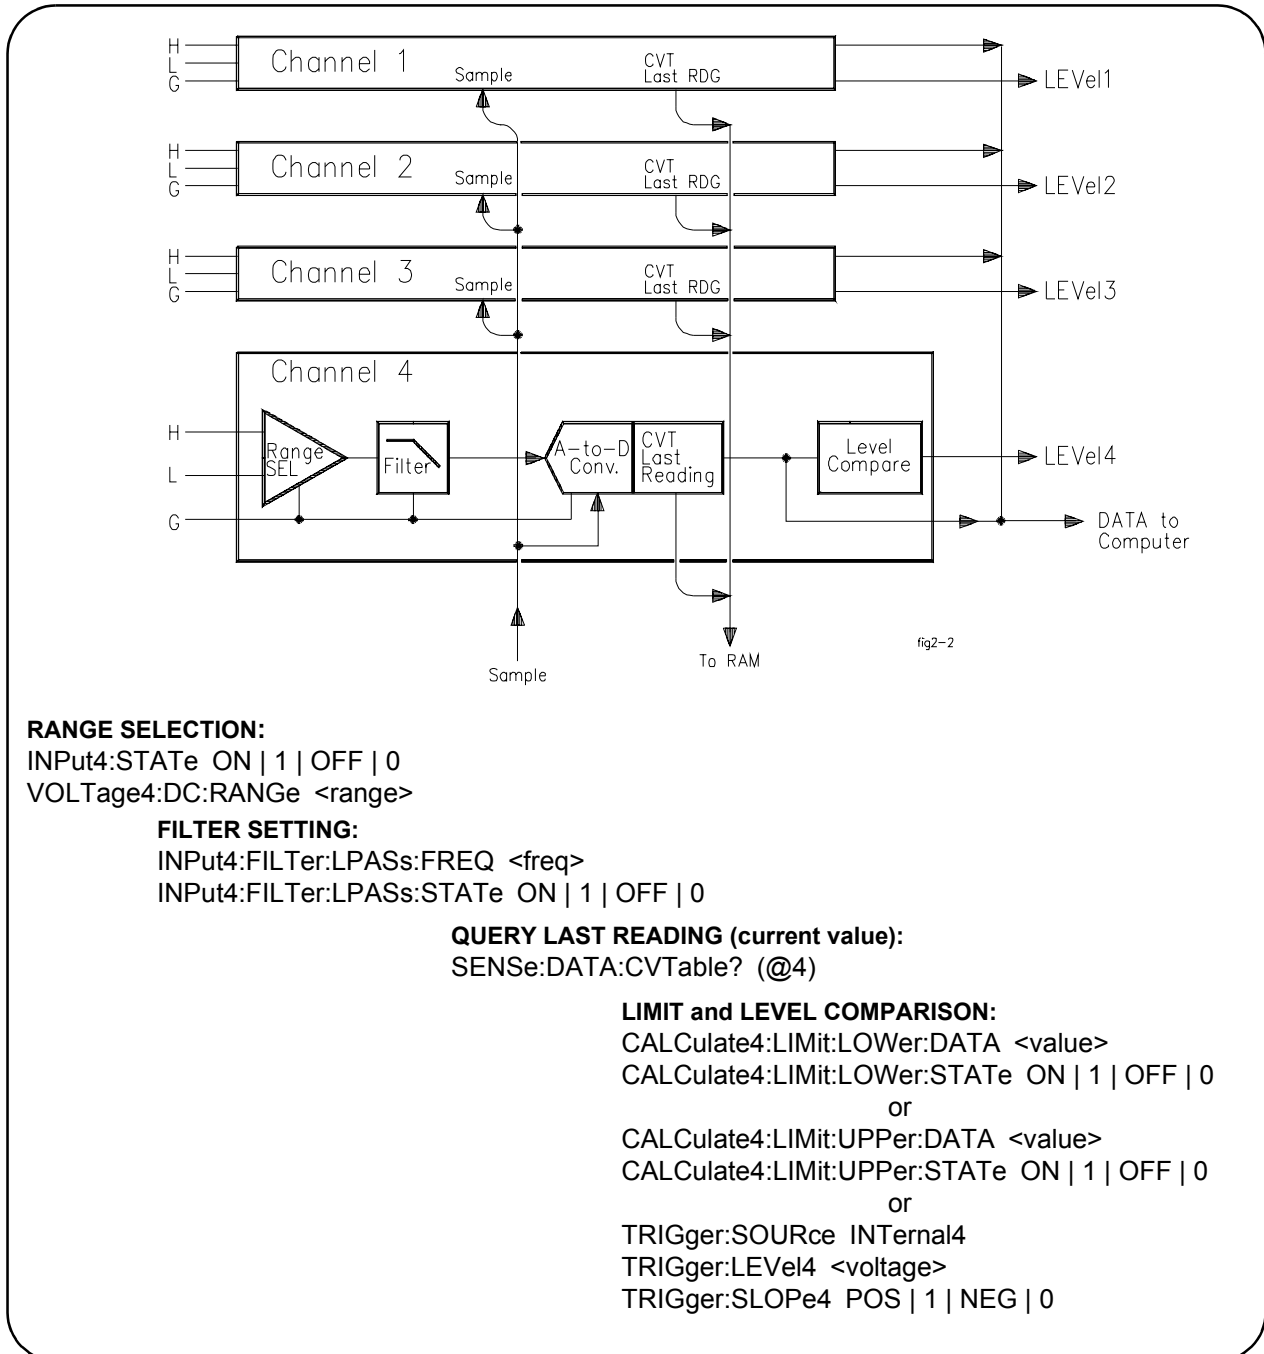 H
L
G
Channel 1
Sample
CVT
Last RDG
LEVel1
H
L
G
Channel 2
Sample
CVT
Last RDG
LEVel2
H
L
G
Channel 3
Sample
CVT
Last RDG
LEVel3
Channel 4
H
L
G
Range
SEL
Filter
A-to-D
Conv.
CVT
Last
Reading
Level
Compare
LEVel4
DATA to
Computer
Sample
To RAM
fig2-2
RANGE SELECTION:
INPut4:STATe ON | 1 | OFF | 0
VOLTage4:DC:RANGe <range>
FILTER SETTING:
INPut4:FILTer:LPASs:FREQ <freq>
INPut4:FILTer:LPASs:STATe ON | 1 | OFF | 0
QUERY LAST READING (current value):
SENSe:DATA:CVTable? (@4)
LIMIT and LEVEL COMPARISON:
CALCulate4:LIMit:LOWer:DATA <value>
CALCulate4:LIMit:LOWer:STATe ON | 1 | OFF | 0
or
CALCulate4:LIMit:UPPer:DATA <value>
CALCulate4:LIMit:UPPer:STATe ON | 1 | OFF | 0
or
TRIGger:SOURce INTernal4
TRIGger:LEVel4 <voltage>
TRIGger:SLOPe4 POS | 1 | NEG | 0